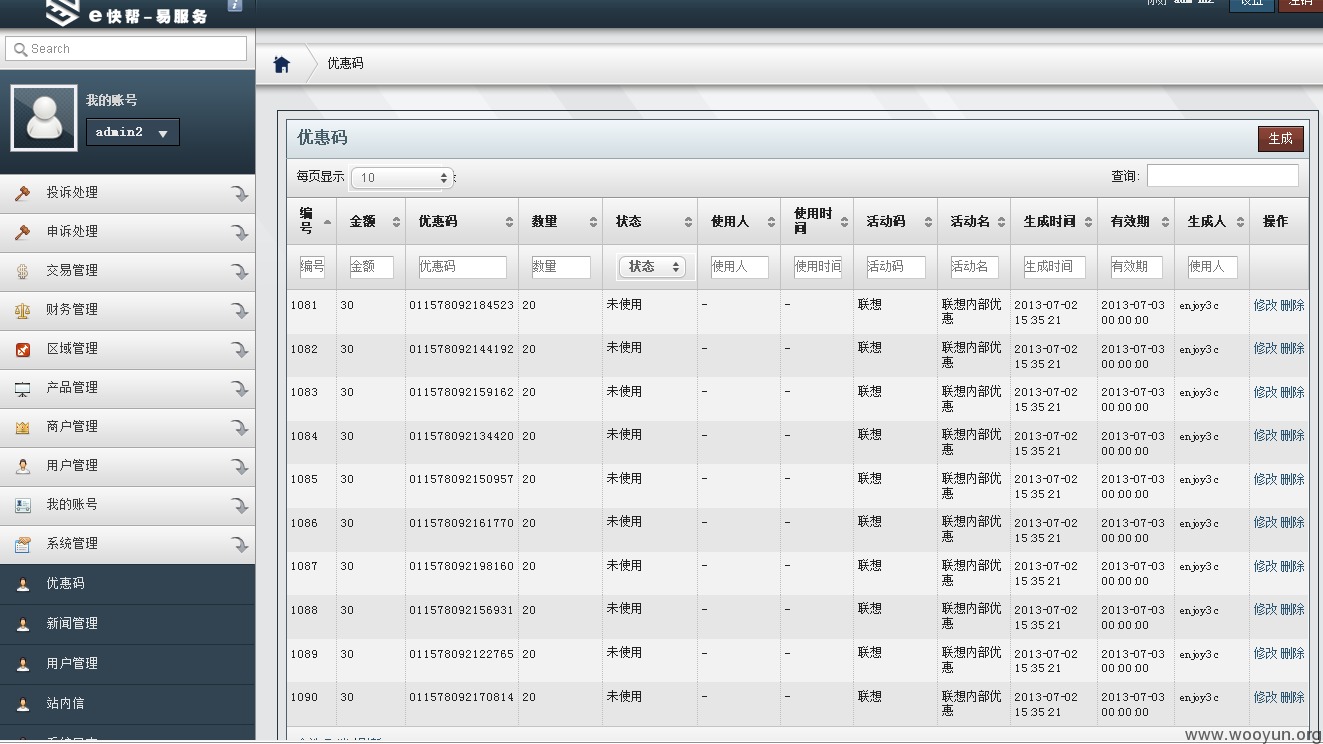 e快帮-易服务
i
你好 admin2 设置 注销
Search
我的账号
admin2
投诉处理
申诉处理
交易管理
财务管理
区域管理
产品管理
商户管理
用户管理
我的账号
系统管理
优惠码
新闻管理
用户管理
站内信
优惠码
优惠码
生成
每页显示 10
查询:
编号 金额 优惠码 数量 状态 使用人 使用时间 活动码 活动名 生成时间 有效期 生成人 操作
编号 金额 优惠码 数量 状态 使用人 使用时间 活动码 活动名 生成时间 有效期 使用人
1081 30 011578092184523 20 未使用 - - 联想 联想内部优惠 2013-07-02 15:35:21 2013-07-03 00:00:00 enjoy3c 修改 删除
1082 30 011578092144192 20 未使用 - - 联想 联想内部优惠 2013-07-02 15:35:21 2013-07-03 00:00:00 enjoy3c 修改 删除
1083 30 011578092159162 20 未使用 - - 联想 联想内部优惠 2013-07-02 15:35:21 2013-07-03 00:00:00 enjoy3c 修改 删除
1084 30 011578092134420 20 未使用 - - 联想 联想内部优惠 2013-07-02 15:35:21 2013-07-03 00:00:00 enjoy3c 修改 删除
1085 30 011578092150957 20 未使用 - - 联想 联想内部优惠 2013-07-02 15:35:21 2013-07-03 00:00:00 enjoy3c 修改 删除
1086 30 011578092161770 20 未使用 - - 联想 联想内部优惠 2013-07-02 15:35:21 2013-07-03 00:00:00 enjoy3c 修改 删除
1087 30 011578092198160 20 未使用 - - 联想 联想内部优惠 2013-07-02 15:35:21 2013-07-03 00:00:00 enjoy3c 修改 删除
1088 30 011578092156931 20 未使用 - - 联想 联想内部优惠 2013-07-02 15:35:21 2013-07-03 00:00:00 enjoy3c 修改 删除
1089 30 011578092122765 20 未使用 - - 联想 联想内部优惠 2013-07-02 15:35:21 2013-07-03 00:00:00 enjoy3c 修改 删除
1090 30 011578092170814 20 未使用 - - 联想 联想内部优惠 2013-07-02 15:35:21 2013-07-03 00:00:00 enjoy3c 修改 删除
www.wooyun.org